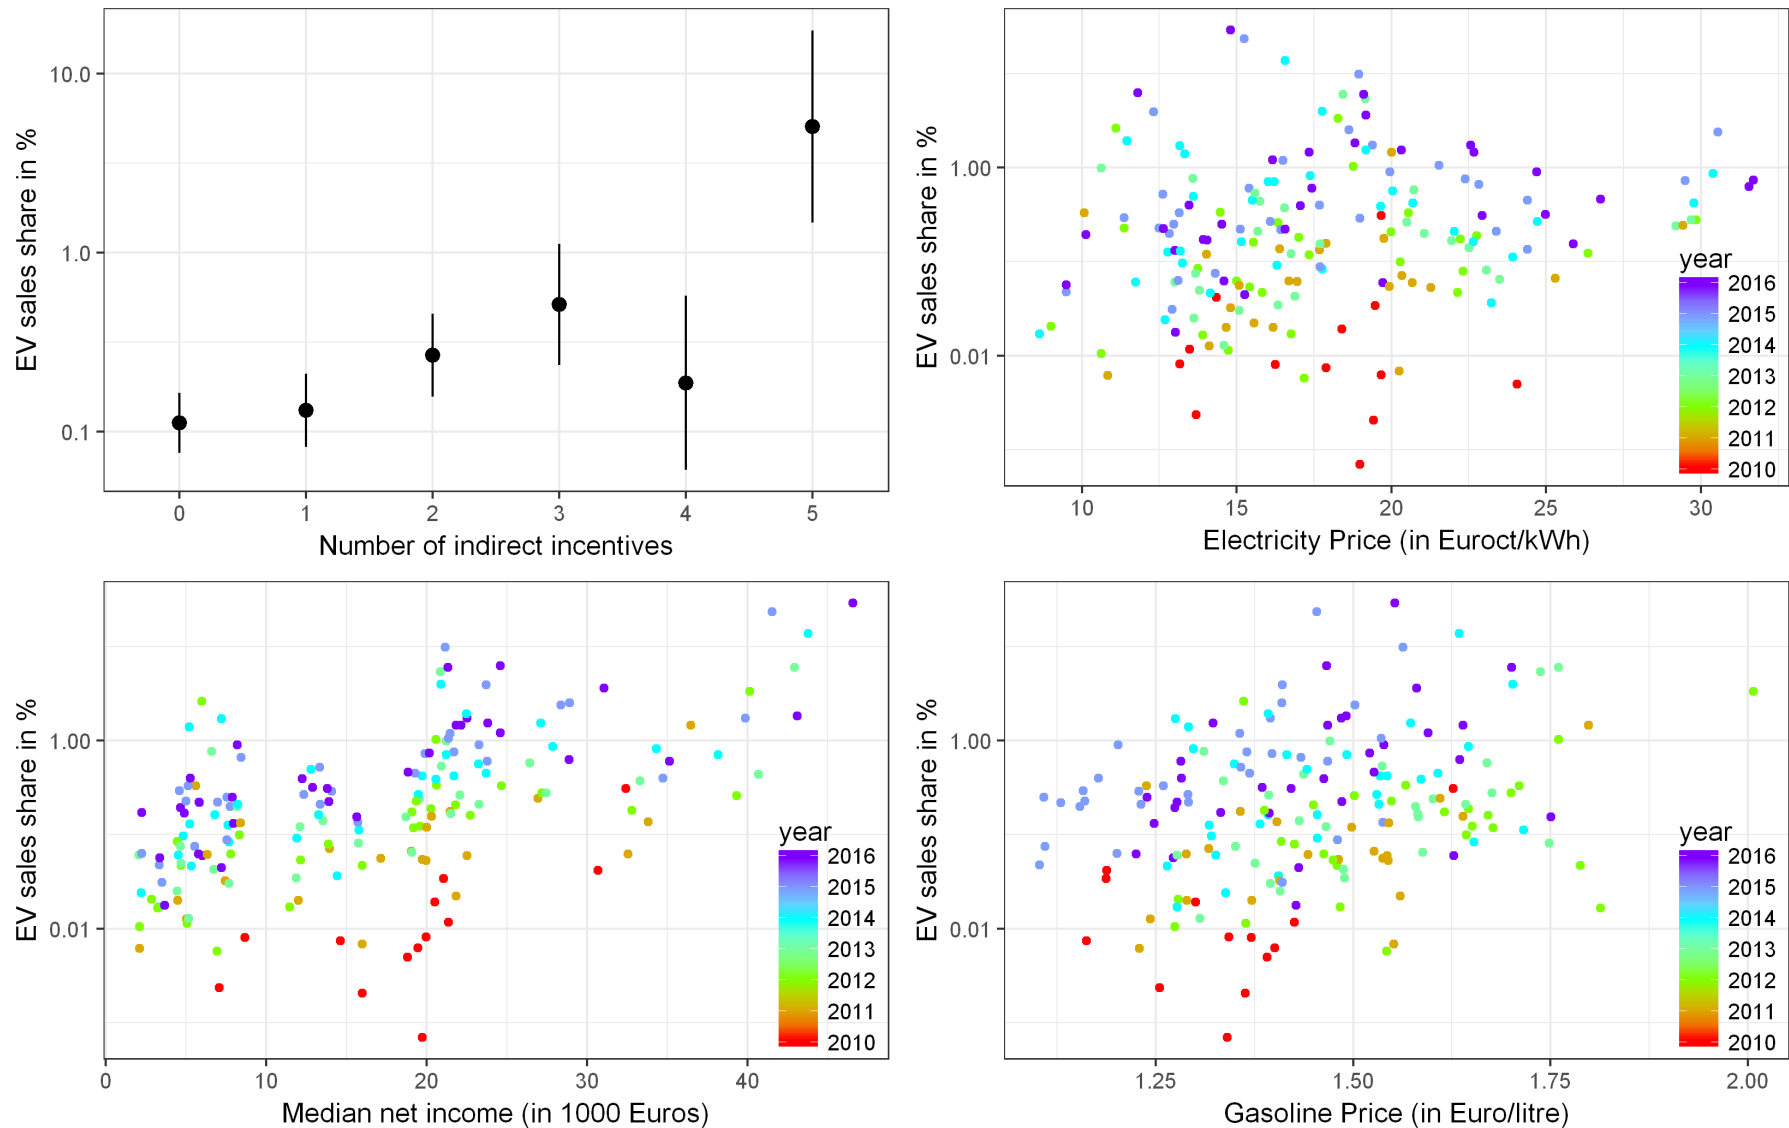 EV sales share in %
10.0
1.0
0.1
0 1 2 3 4 5
Number of indirect incentives
EV sales share in %
1.00
0.01
year
2016
2015
2014
2013
2012
2011
2010
10 15 20 25 30
Electricity Price (in Euroct/kWh)
EV sales share in %
1.00
0.01
year
2016
2015
2014
2013
2012
2011
2010
0 10 20 30 40
Median net income (in 1000 Euros)
EV sales share in %
1.00
0.01
year
2016
2015
2014
2013
2012
2011
2010
1.25 1.50 1.75 2.00
Gasoline Price (in Euro/litre)